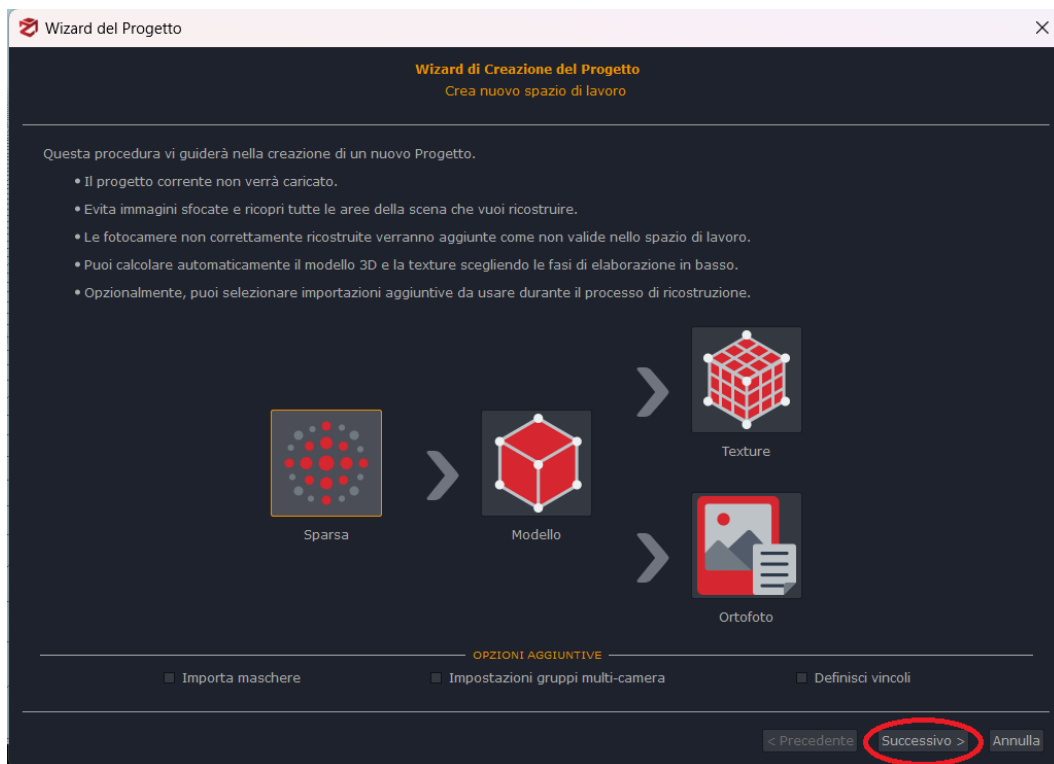 Wizard del Progetto
Wizard di Creazione del Progetto
Crea nuovo spazio di lavoro
Questa procedura vi guiderà nella creazione di un nuovo Progetto.
• Il progetto corrente non verrà caricato.
• Evita immagini sfocate e ricopri tutte le aree della scena che vuoi ricostruire.
• Le fotocamere non correttamente ricostruite verranno aggiunte come non valide nello spazio di lavoro.
• Puoi calcolare automaticamente il modello 3D e la texture scegliendo le fasi di elaborazione in basso.
• Opzionalmente, puoi selezionare importazioni aggiuntive da usare durante il processo di ricostruzione.
Texture
Sparsa
Modello
Ortofoto
OPZIONI AGGIUNTIVE
Importa maschere
Impostazioni gruppi multi-camera
Definisci vincoli
< Precedente
Successivo >
Annulla